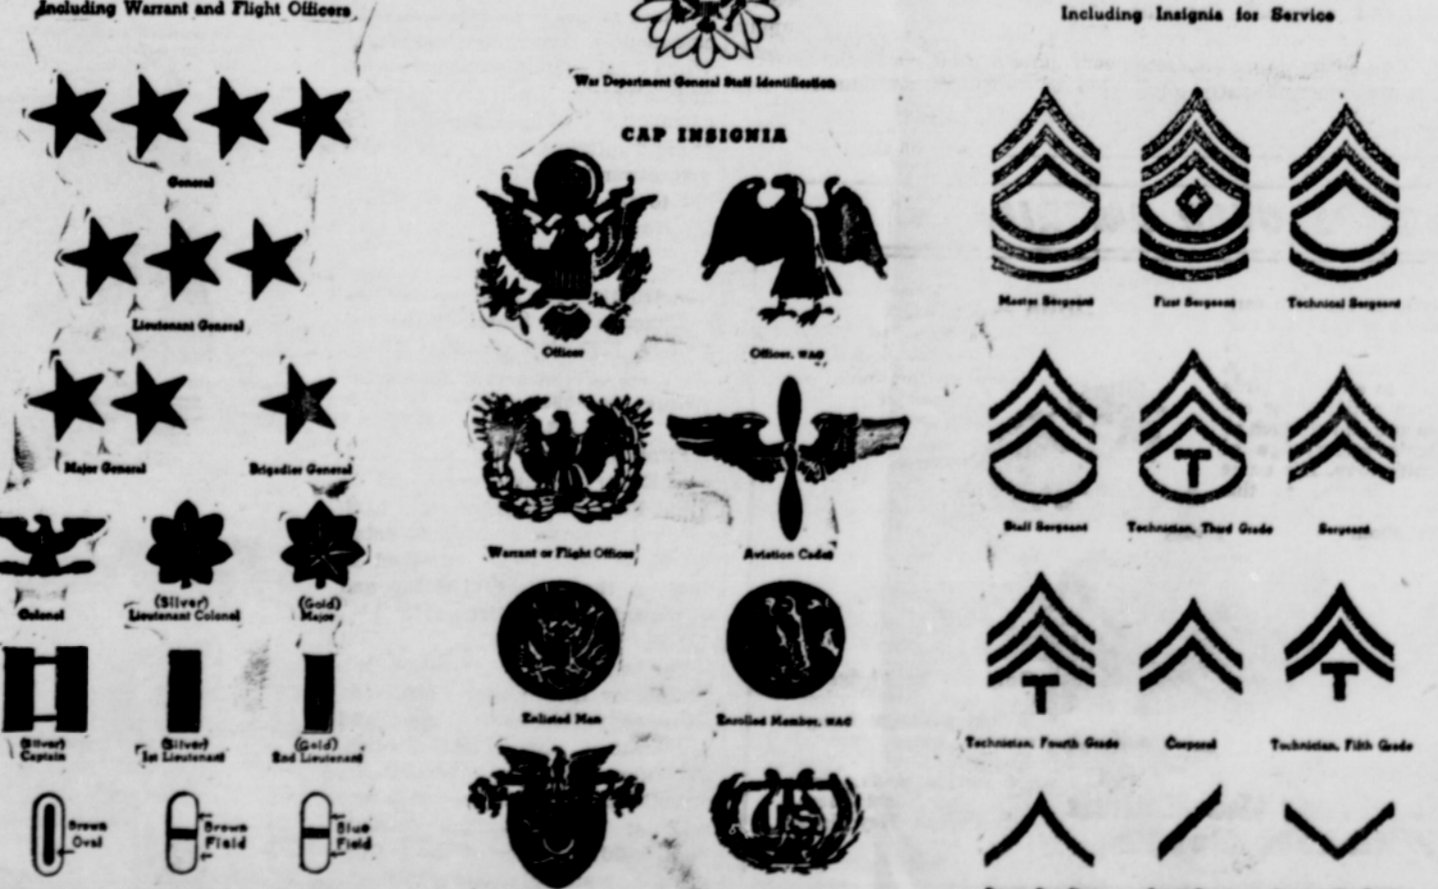 Including Warrant and Flight Officers
General
Lieutenant General
Major General
Brigadier General
Colonel
(Silver)
Lieutenant Colonel
(Gold)
Major
(Silver)
Captain
(Silver)
1st Lieutenant
(Gold)
2nd Lieutenant
Brown
Oval
Brown
Field
Blue
Field
War Department General Staff Identification
CAP INSIGNIA
Officer
Officer, WAC
Warrant or Flight Officer
Aviation Cadet
Enlisted Man
Enrolled Member, WAC
US
Including Insignia for Service
Master Sergeant
First Sergeant
Technical Sergeant
Staff Sergeant
T
Technician, Third Grade
Sergeant
T
Technician, Fourth Grade
Corporal
T
Technician, Fifth Grade